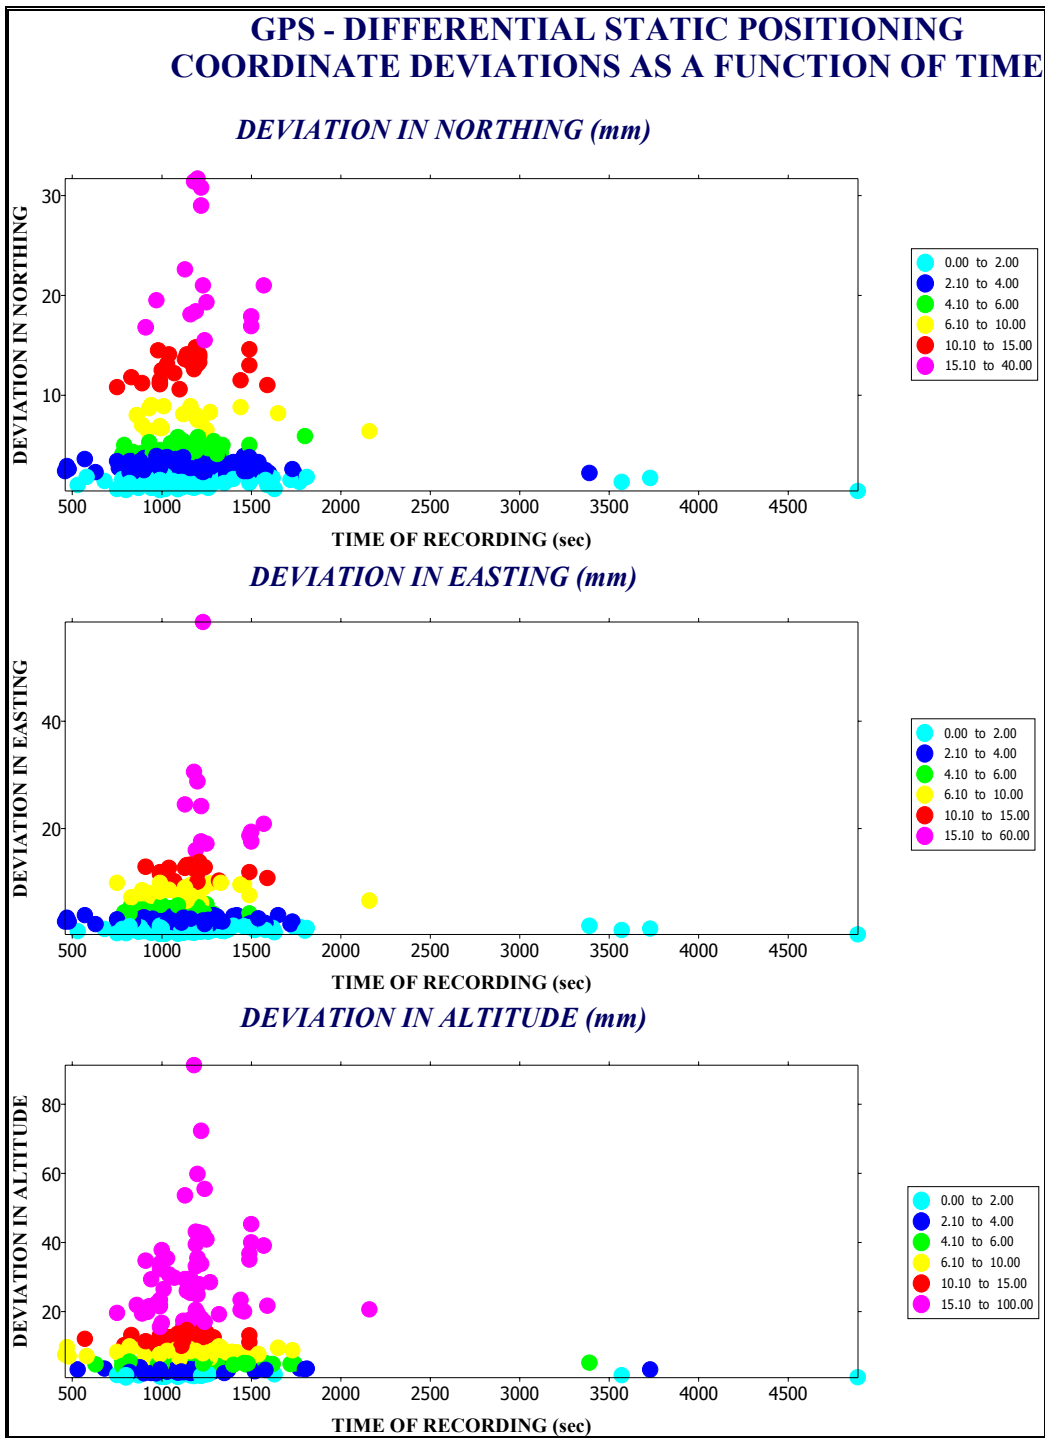 GPS - DIFFERENTIAL STATIC POSITIONING
COORDINATE DEVIATIONS AS A FUNCTION OF TIME
DEVIATION IN NORTHING (mm)
DEVIATION IN NORTHING
30
20
10
500 1000 1500 2000 2500 3000 3500 4000 4500
TIME OF RECORDING (sec)
0.00 to 2.00
2.10 to 4.00
4.10 to 6.00
6.10 to 10.00
10.10 to 15.00
15.10 to 40.00
DEVIATION IN EASTING (mm)
DEVIATION IN EASTING
40
20
500 1000 1500 2000 2500 3000 3500 4000 4500
TIME OF RECORDING (sec)
0.00 to 2.00
2.10 to 4.00
4.10 to 6.00
6.10 to 10.00
10.10 to 15.00
15.10 to 60.00
DEVIATION IN ALTITUDE (mm)
DEVIATION IN ALTITUDE
80
60
40
20
500 1000 1500 2000 2500 3000 3500 4000 4500
TIME OF RECORDING (sec)
0.00 to 2.00
2.10 to 4.00
4.10 to 6.00
6.10 to 10.00
10.10 to 15.00
15.10 to 100.00